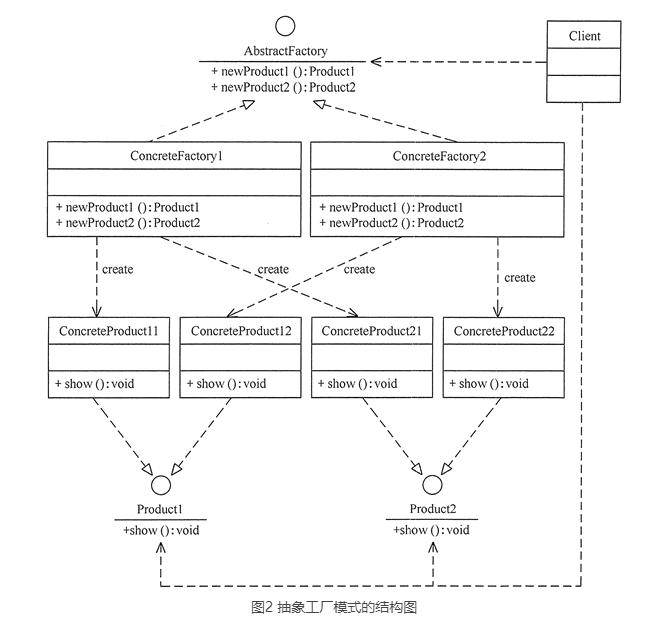 AbstractFactory
+ newProduct1 (): Product1
+ newProduct2 (): Product2
Client
ConcreteFactory1
+ newProduct1 (): Product1
+ newProduct2 (): Product2
ConcreteFactory2
+ newProduct1 (): Product1
+ newProduct2 (): Product2
create
create
create
create
ConcreteProduct11
+ show (): void
ConcreteProduct12
+ show (): void
ConcreteProduct21
+ show (): void
ConcreteProduct22
+ show (): void
Product1
+show (): void
Product2
+show (): void
图2 抽象工厂模式的结构图